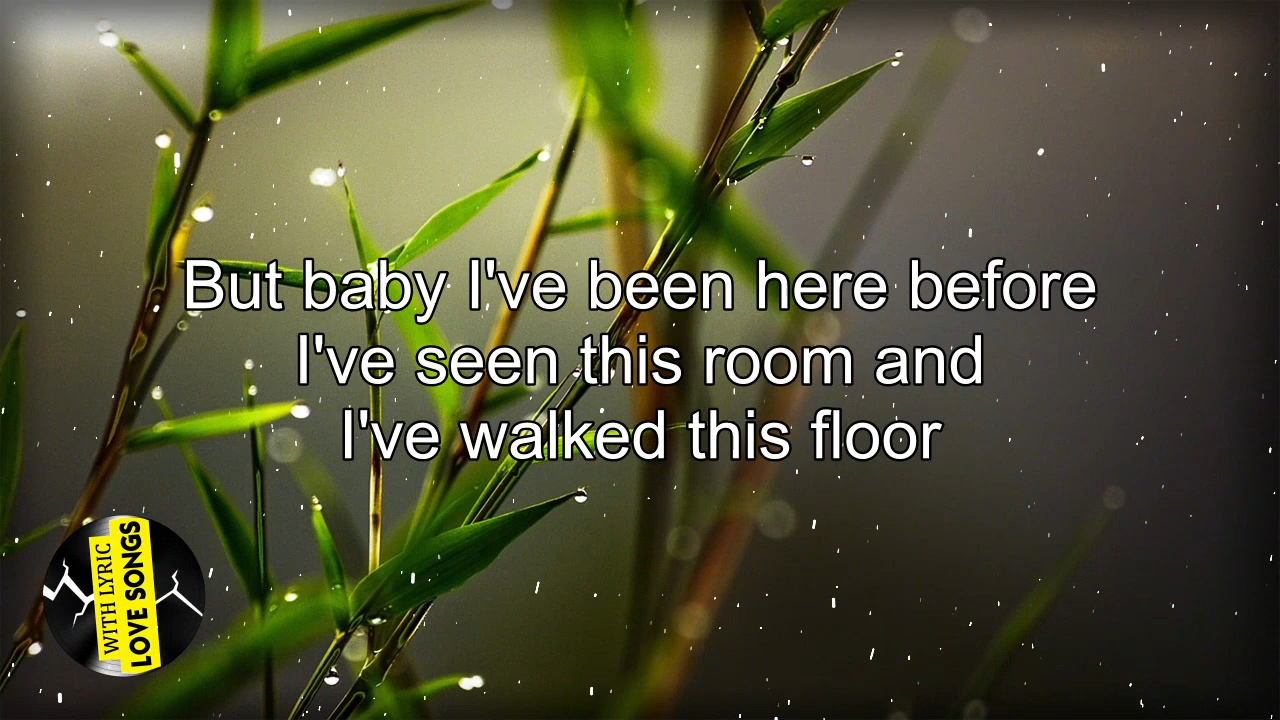 But baby I've been here before
I've seen this room and
I've walked this floor
WITH LYRIC
LOVE SONGS